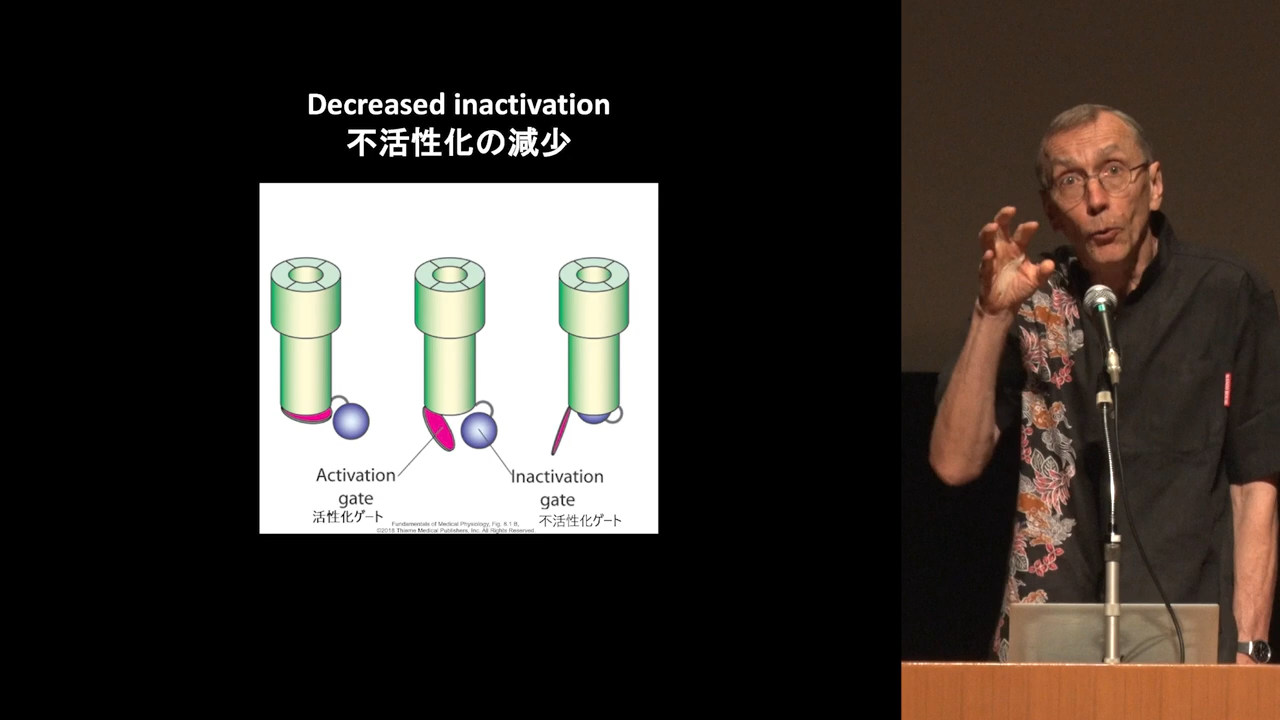 Decreased inactivation
不活性化の減少
Activation
gate
活性化ゲート
Inactivation
gate
不活性化ゲート
Fundamentals of Medical Physiology, Fig. 8.1 B,
©2018 Thieme Medical Publishers, Inc. All Rights Reserved.